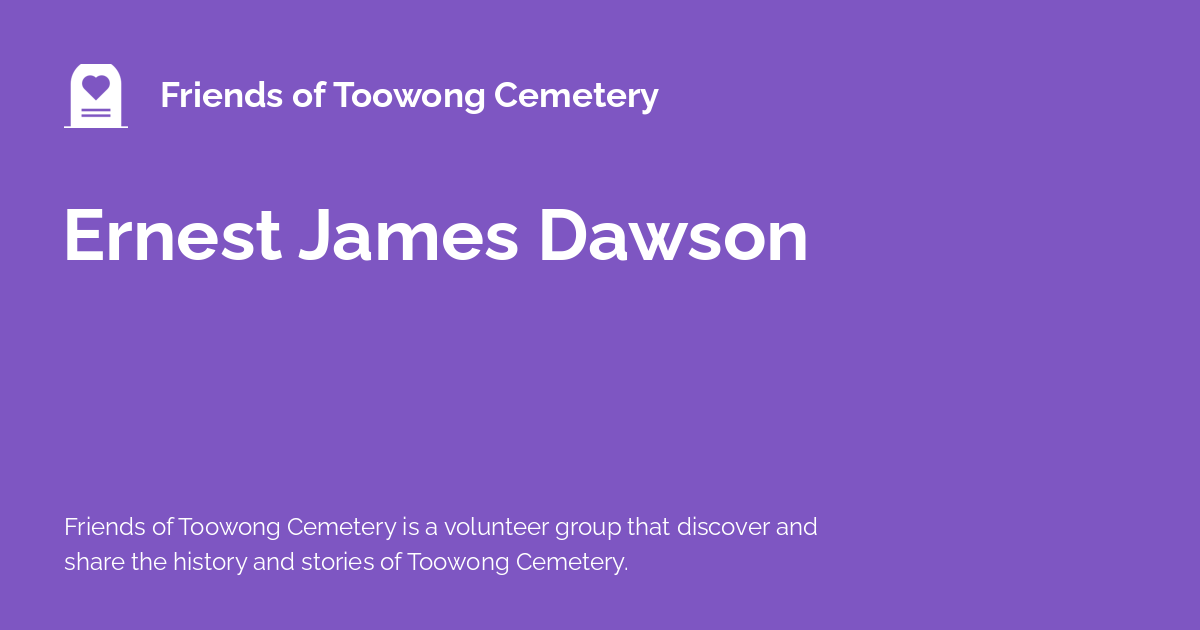 Friends of Toowong Cemetery
Ernest James Dawson
Friends of Toowong Cemetery is a volunteer group that discover and
share the history and stories of Toowong Cemetery.